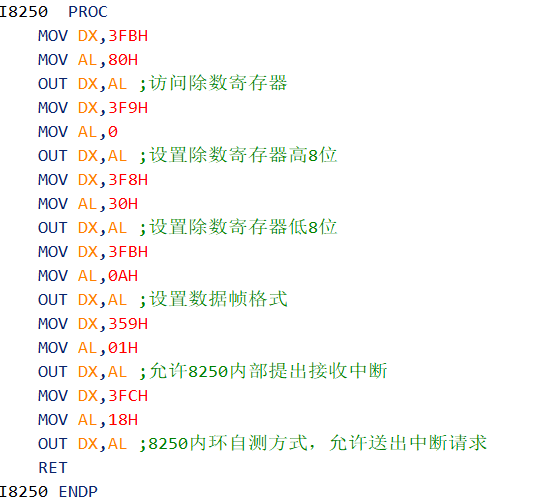 I8250  PROC
    MOV DX,3FBH
    MOV AL,80H
    OUT DX,AL ;访问除数寄存器
    MOV DX,3F9H
    MOV AL,0
    OUT DX,AL ;设置除数寄存器高8位
    MOV DX,3F8H
    MOV AL,30H
    OUT DX,AL ;设置除数寄存器低8位
    MOV DX,3FBH
    MOV AL,0AH
    OUT DX,AL ;设置数据帧格式
    MOV DX,359H
    MOV AL,01H
    OUT DX,AL ;允许8250内部提出接收中断
    MOV DX,3FCH
    MOV AL,18H
    OUT DX,AL ;8250内环自测方式，允许送出中断请求
    RET
I8250 ENDP